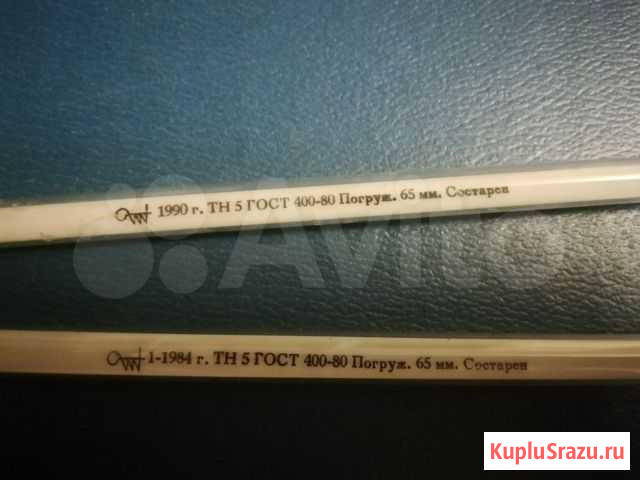 1990 г. ТН 5 ГОСТ 400-80 Погруж. 65 мм. Состарен
Avito
1-1984 г. ТН 5 ГОСТ 400-80 Погруж. 65 мм. Состарен
KupluSrazu.ru